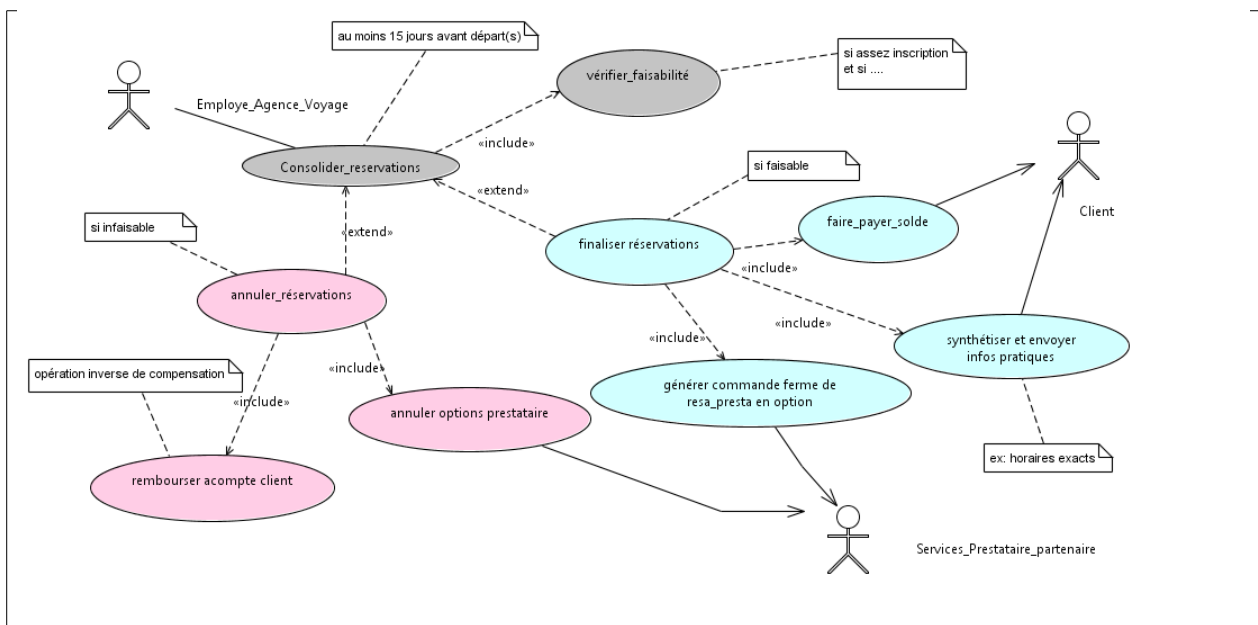 au moins 15 jours avant départ(s)
si assez inscription
et si ....
vérifier_faisabilité
Employe_Agence_Voyage
«include»
Consolider_reservations
si faisable
«extend»
Client
faire_payer_solde
si infaisable
«extend»
finaliser réservations
«include»
annuler_réservations
«include»
«include»
synthétiser et envoyer
infos pratiques
opération inverse de compensation
«include»
générer commande ferme de
resa_presta en option
«include»
annuler options prestataire
ex: horaires exacts
rembourser acompte client
Services_Prestataire_partenaire